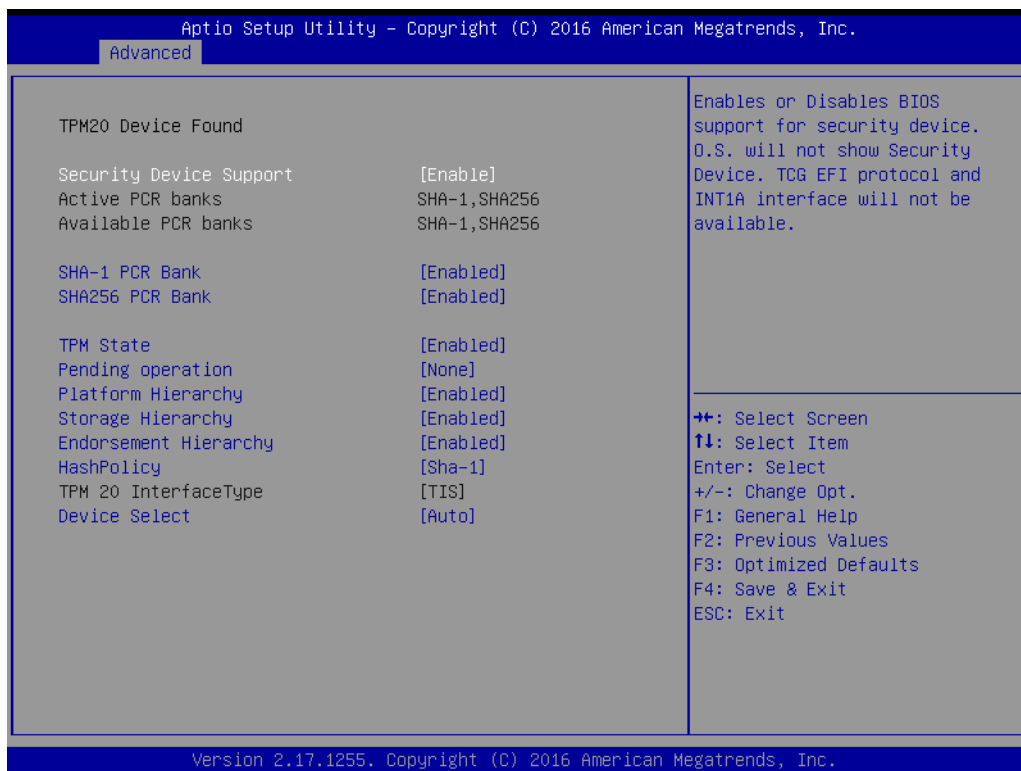 Aptio Setup Utility – Copyright (C) 2016 American Megatrends, Inc.
Advanced
TPM20 Device Found
Security Device Support [Enable]
Active PCR banks SHA-1,SHA256
Available PCR banks SHA-1,SHA256
SHA-1 PCR Bank [Enabled]
SHA256 PCR Bank [Enabled]
TPM State [Enabled]
Pending operation [None]
Platform Hierarchy [Enabled]
Storage Hierarchy [Enabled]
Endorsement Hierarchy [Enabled]
HashPolicy [Sha-1]
TPM 20 InterfaceType [TIS]
Device Select [Auto]
Enables or Disables BIOS
support for security device.
O.S. will not show Security
Device. TCG EFI protocol and
INT1A interface will not be
available.
→←: Select Screen
↑↓: Select Item
Enter: Select
+/-: Change Opt.
F1: General Help
F2: Previous Values
F3: Optimized Defaults
F4: Save & Exit
ESC: Exit
Version 2.17.1255. Copyright (C) 2016 American Megatrends, Inc.